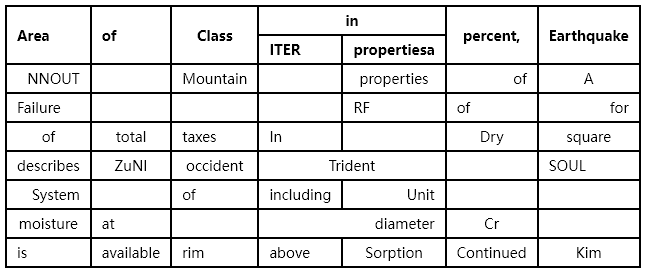 Area of Class in percent, Earthquake
ITER propertiesa
NNOUT Mountain properties of A
Failure RF of for
of total taxes In Dry square
describes ZuNI occident Trident SOUL
System of including Unit
moisture at diameter Cr
is available rim above Sorption Continued Kim